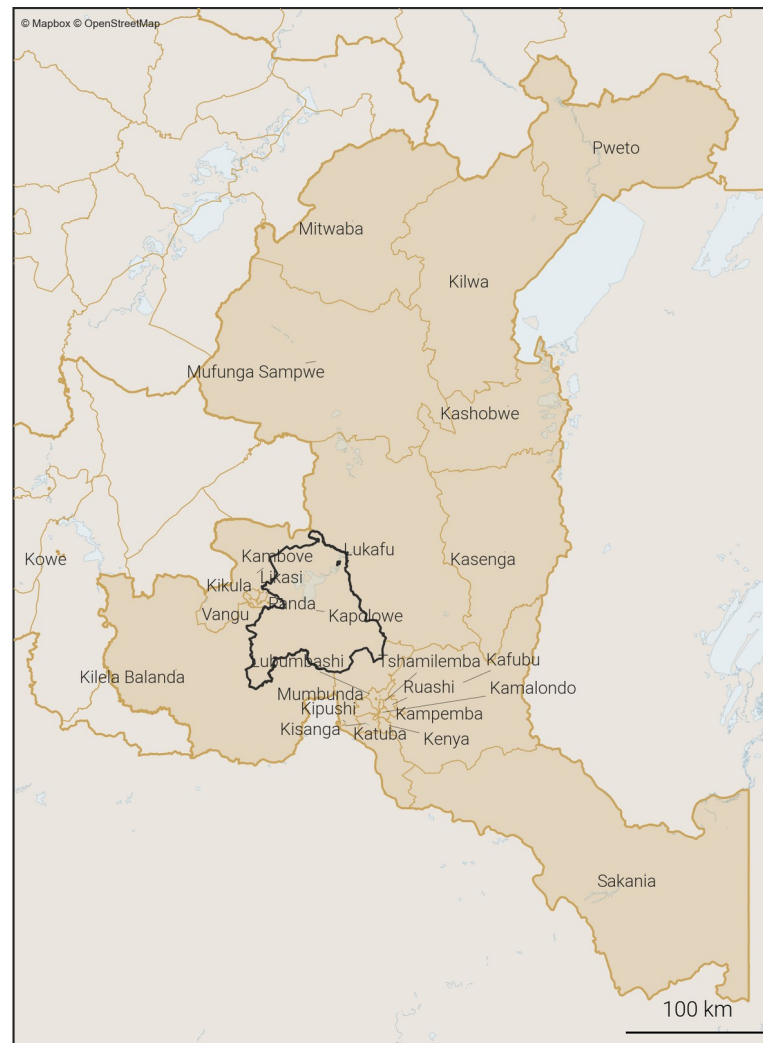 © Mapbox © OpenStreetMap
Pweto
Mitwaba
Kilwa
Mufunga Sampwe
Kashobwe
Kambove
Lukafu
Kasenga
Kowe
Likasi
Kikula
Panda
Vangu
Kapolowe
Lubumbashi
Tshamilemba
Kafubu
Kilela Balanda
Mumbunda
Ruashi
Kamalondo
Kipushi
Kampemba
Kisanga
Katuba
Kenya
Sakania
100 km